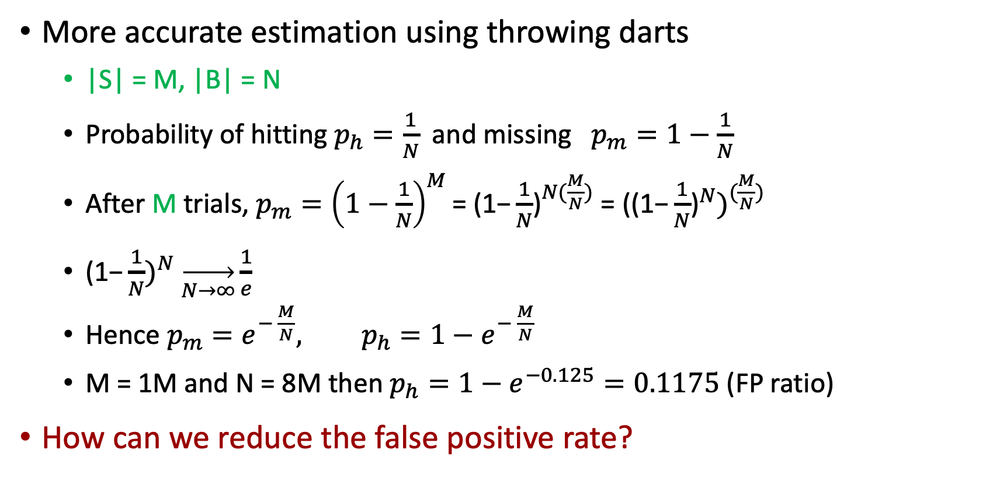 • More accurate estimation using throwing darts
• |S| = M, |B| = N
• Probability of hitting $p_h = \frac{1}{N}$ and missing $p_m = 1 - \frac{1}{N}$
• After M trials, $p_m = \left(1 - \frac{1}{N}\right)^M = (1 - \frac{1}{N})^{N(\frac{M}{N})} = ((1 - \frac{1}{N})^N)^{(\frac{M}{N})}$
• $(1 - \frac{1}{N})^N \xrightarrow[N \to \infty]{} \frac{1}{e}$
• Hence $p_m = e^{-\frac{M}{N}}$, $p_h = 1 - e^{-\frac{M}{N}}$
• M = 1M and N = 8M then $p_h = 1 - e^{-0.125} = 0.1175$ (FP ratio)
• How can we reduce the false positive rate?